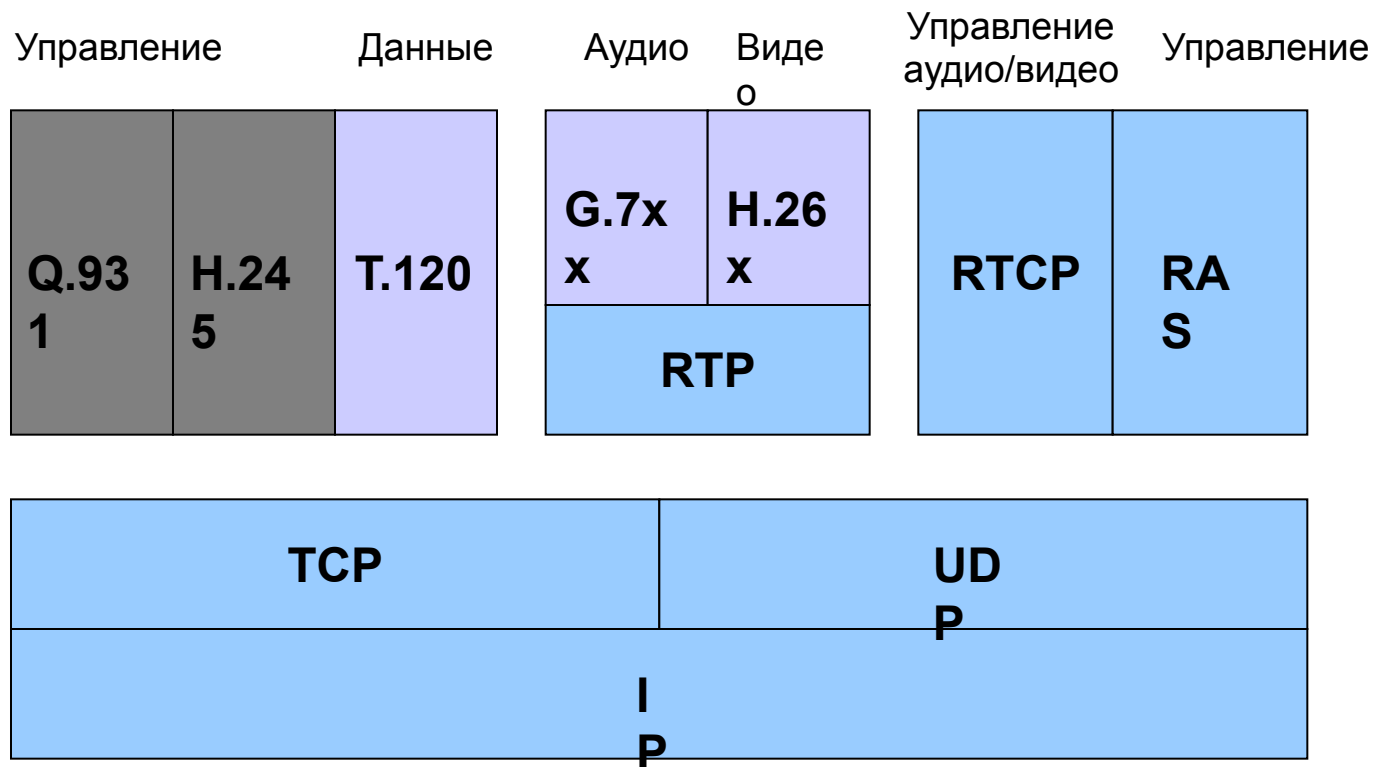 Управление
Данные
Аудио
Виде
о
Управление
аудио/видео
Управление
Q.93
1
H.24
5
T.120
G.7x
x
H.26
x
RTP
RTCP
RA
S
TCP
UD
P
I
P